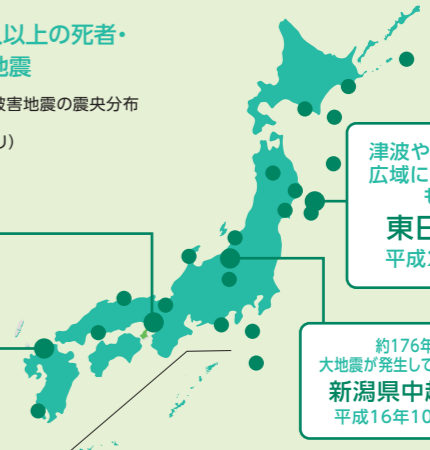 以上の死者・
地震
被害地震の震央分布
り)
津波や
広域に
も
東日
平成
約176年
大地震が発生して
新潟県中越
平成16年10